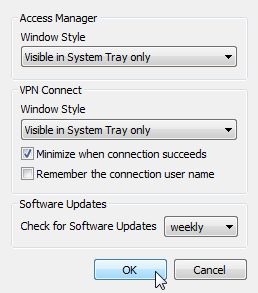 Access Manager
Window Style
Visible in System Tray only
VPN Connect
Window Style
Visible in System Tray only
Minimize when connection succeeds
Remember the connection user name
Software Updates
Check for Software Updates weekly
OK Cancel